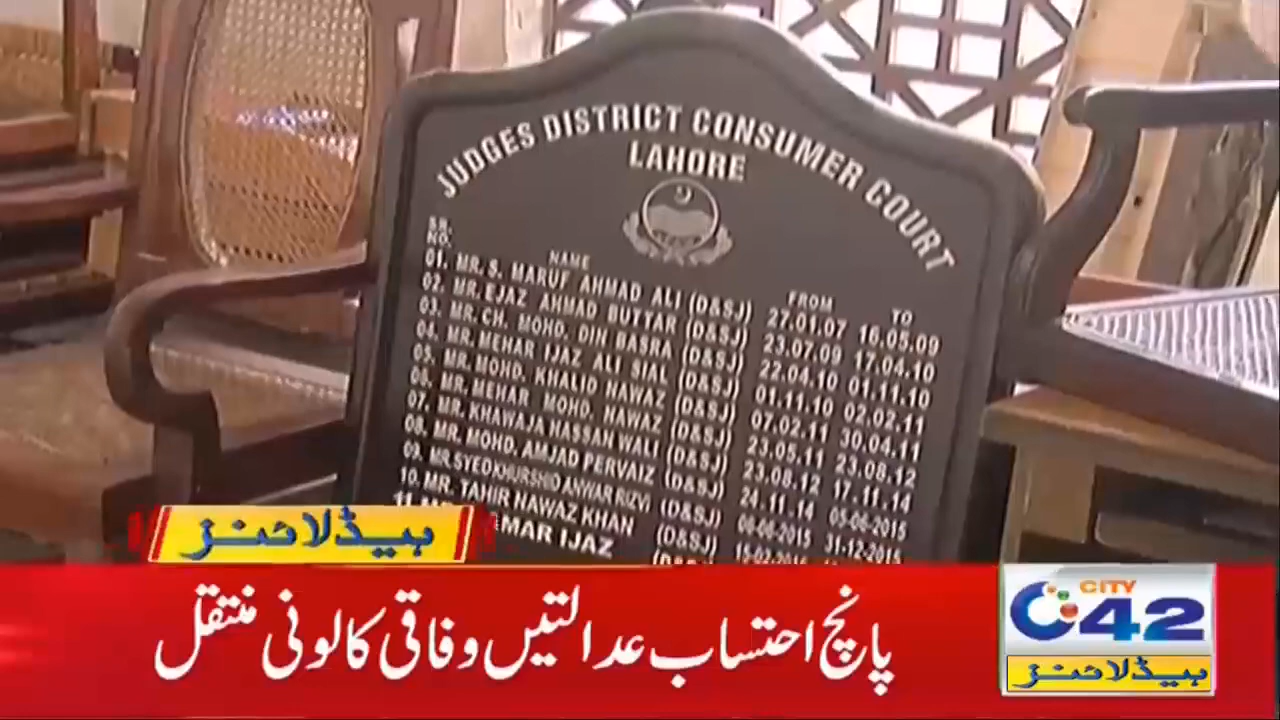 JUDGES DISTRICT CONSUMER COURT
LAHORE
SR. NO. NAME FROM TO
01. MR. S. MARUF AHMAD ALI (D&SJ) 27.01.07 16.05.09
02. MR. EJAZ AHMAD BUTTAR (D&SJ) 23.07.09 17.04.10
03. MR. CH. MOHD. DIN BASRA (D&SJ) 22.04.10 01.11.10
04. MR. MEHAR IJAZ ALI SIAL (D&SJ) 01.11.10 02.02.11
05. MR. MOHD. KHALID NAWAZ (D&SJ) 07.02.11 30.04.11
06. MR. MEHAR MOHD. NAWAZ (D&SJ) 23.05.11 23.08.12
07. MR. KHAWAJA HASSAN WALI (D&SJ) 23.08.12 17.11.14
08. MR. MOHD. AMJAD PERVAIZ (D&SJ) 24.11.14 05-06-2015
09. MR SYED KHURSHID ANWAR RIZVI (D&SJ) 08-06-2015 31-12-2015
10. MR. TAHIR NAWAZ KHAN (D&SJ)
11. IJAZ
ہیڈلائنز
پانچ احتساب عدالتیں وفاقی کالونی منتقل
CITY 42
ہیڈلائنز